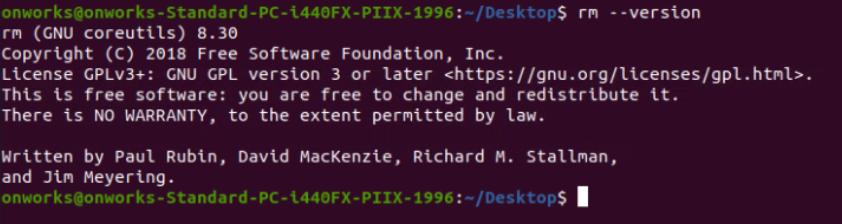 onworks@onworks-Standard-PC-i440FX-PIIX-1996:~/Desktop$ rm --version
rm (GNU coreutils) 8.30
Copyright (C) 2018 Free Software Foundation, Inc.
License GPLv3+: GNU GPL version 3 or later <https://gnu.org/licenses/gpl.html>.
This is free software: you are free to change and redistribute it.
There is NO WARRANTY, to the extent permitted by law.

Written by Paul Rubin, David MacKenzie, Richard M. Stallman,
and Jim Meyering.
onworks@onworks-Standard-PC-i440FX-PIIX-1996:~/Desktop$